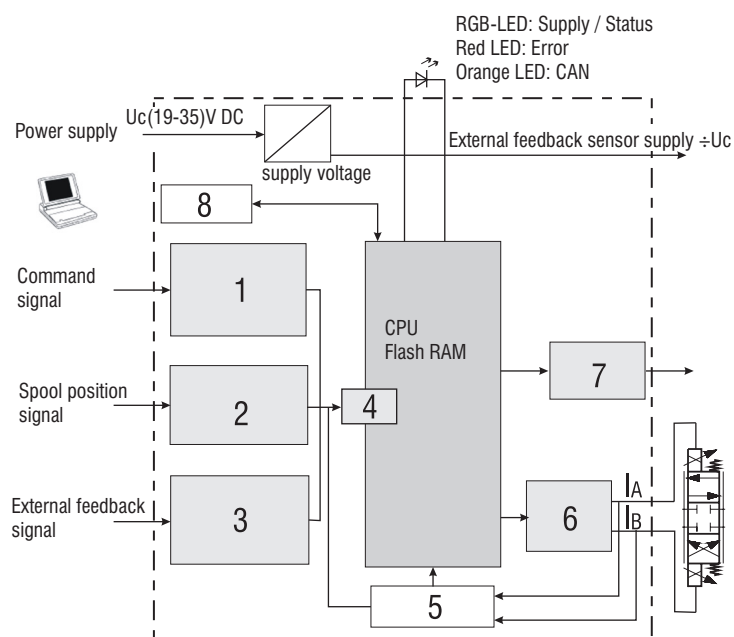 RGB-LED: Supply / Status
Red LED: Error
Orange LED: CAN
Uc(19-35)V DC
Power supply
External feedback sensor supply ÷Uc
supply voltage
8
Command
signal
1
CPU
Flash RAM
7
Spool position
signal
2
4
External feedback
signal
3
6
IA
IB
5